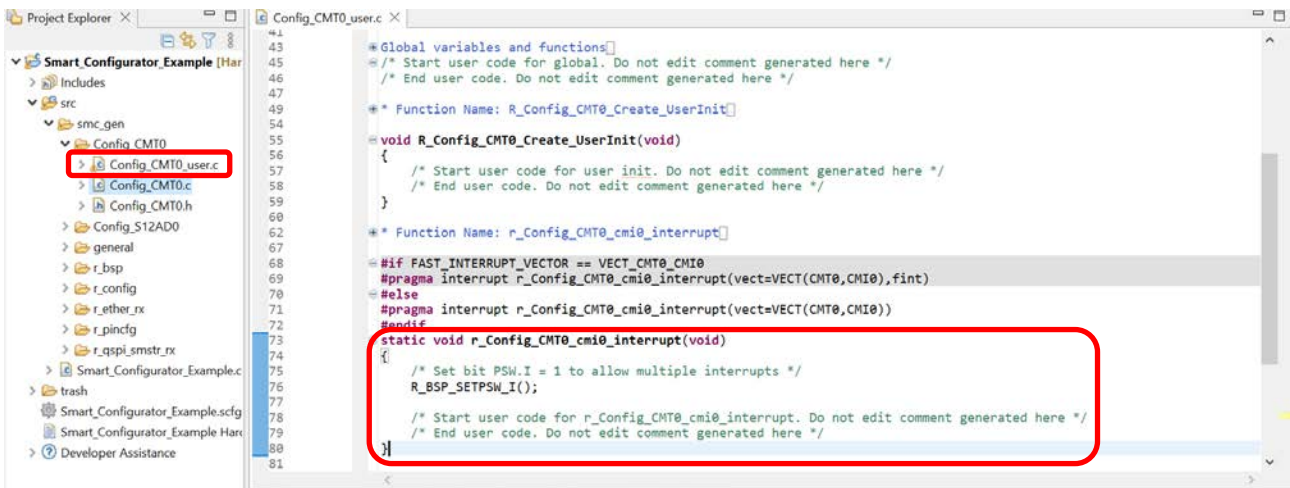 Project Explorer
Smart_Configurator_Example [Har
Includes
src
smc_gen
Config_CMT0
Config_CMT0_user.c
Config_CMT0.c
Config_CMT0.h
Config_S12AD0
general
r_bsp
r_config
r_ether_rx
r_pincfg
r_qspi_smstr_rx
Smart_Configurator_Example.c
trash
Smart_Configurator_Example.scfg
Smart_Configurator_Example Hard
Developer Assistance
Config_CMT0_user.c
41
43 Global variables and functions
45 /* Start user code for global. Do not edit comment generated here */
46 /* End user code. Do not edit comment generated here */
47
49 * Function Name: R_Config_CMT0_Create_UserInit
54
55 void R_Config_CMT0_Create_UserInit(void)
56 {
57 /* Start user code for user init. Do not edit comment generated here */
58 /* End user code. Do not edit comment generated here */
59 }
60
62 * Function Name: r_Config_CMT0_cmi0_interrupt
67
68 #if FAST_INTERRUPT_VECTOR == VECT_CMT0_CMI0
69 #pragma interrupt r_Config_CMT0_cmi0_interrupt(vect=VECT(CMT0,CMI0),fint)
70 #else
71 #pragma interrupt r_Config_CMT0_cmi0_interrupt(vect=VECT(CMT0,CMI0))
72 #endif
73 static void r_Config_CMT0_cmi0_interrupt(void)
74 {
75 /* Set bit PSW.I = 1 to allow multiple interrupts */
76 R_BSP_SETPSW_I();
77
78 /* Start user code for r_Config_CMT0_cmi0_interrupt. Do not edit comment generated here */
79 /* End user code. Do not edit comment generated here */
80 }
81